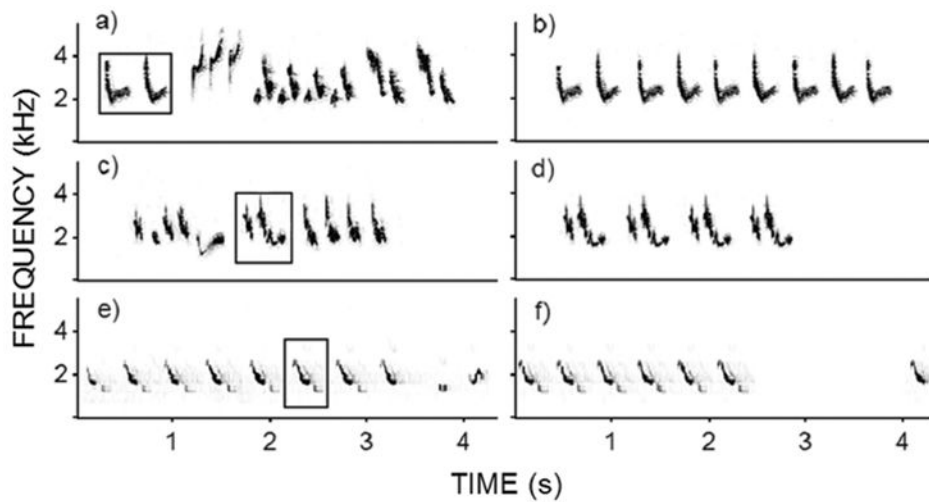 a) b)
4
2
c) d)
4
2
e) f)
4
2
1 2 3 4 1 2 3 4
FREQUENCY (kHz)
TIME (s)